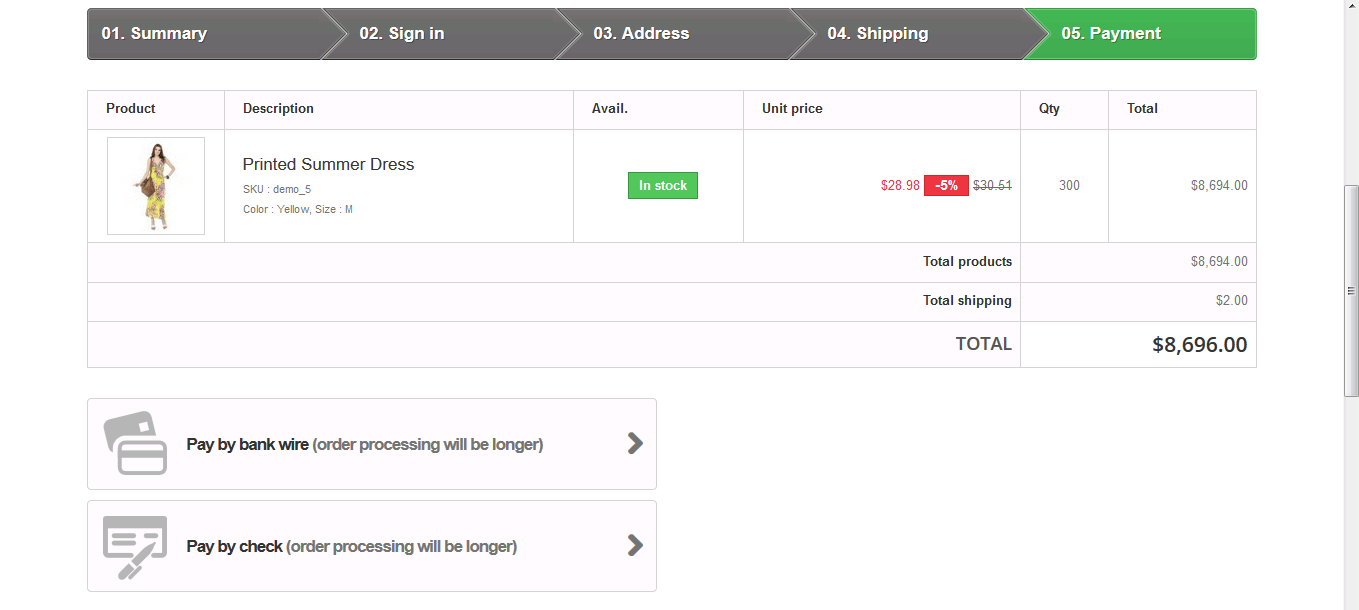 01. Summary 02. Sign in 03. Address 04. Shipping 05. Payment
Product Description Avail. Unit price Qty Total
Printed Summer Dress
SKU : demo_5
Color : Yellow, Size : M
In stock
$28.98 -5% $30.51 300 $8,694.00
Total products $8,694.00
Total shipping $2.00
TOTAL $8,696.00
Pay by bank wire (order processing will be longer)
Pay by check (order processing will be longer)